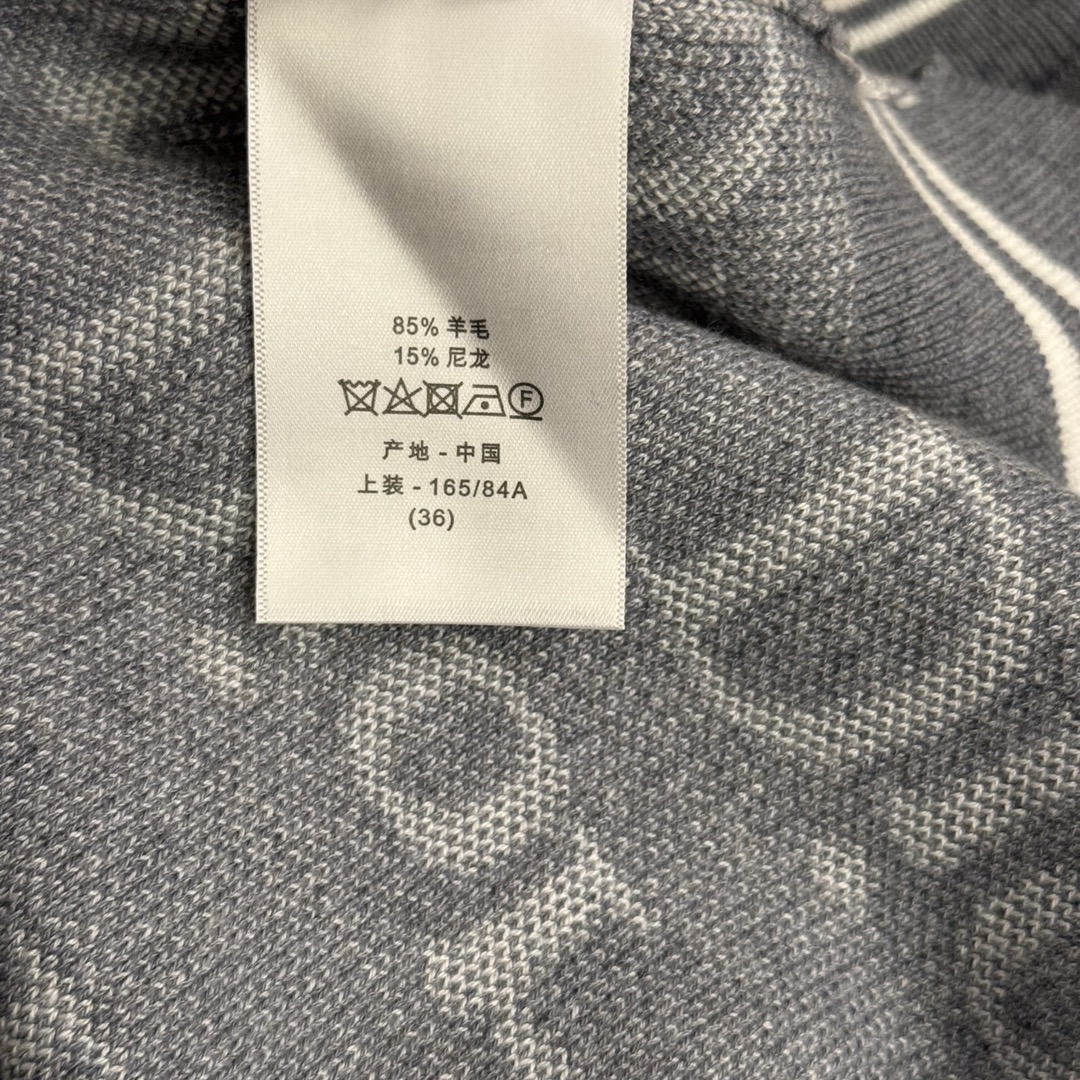 85% 羊毛
15% 尼龙
F
产地 - 中国
上装 - 165/84A
(36)